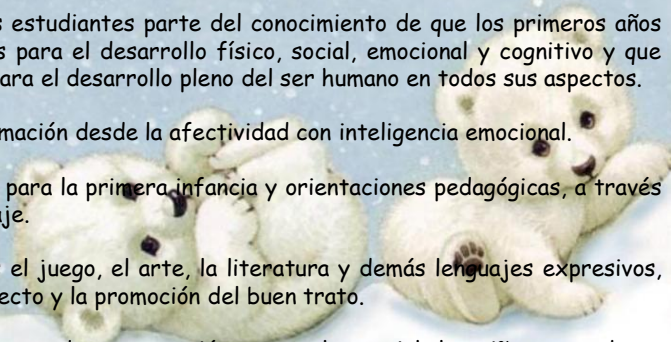 estudiantes parte del conocimiento de que los primeros años
para el desarrollo físico, social, emocional y cognitivo y que
ara el desarrollo pleno del ser humano en todos sus aspectos.
mación desde la afectividad con inteligencia emocional.
para la primera infancia y orientaciones pedagógicas, a través
je.
el juego, el arte, la literatura y demás lenguajes expresivos,
ecto y la promoción del buen trato.